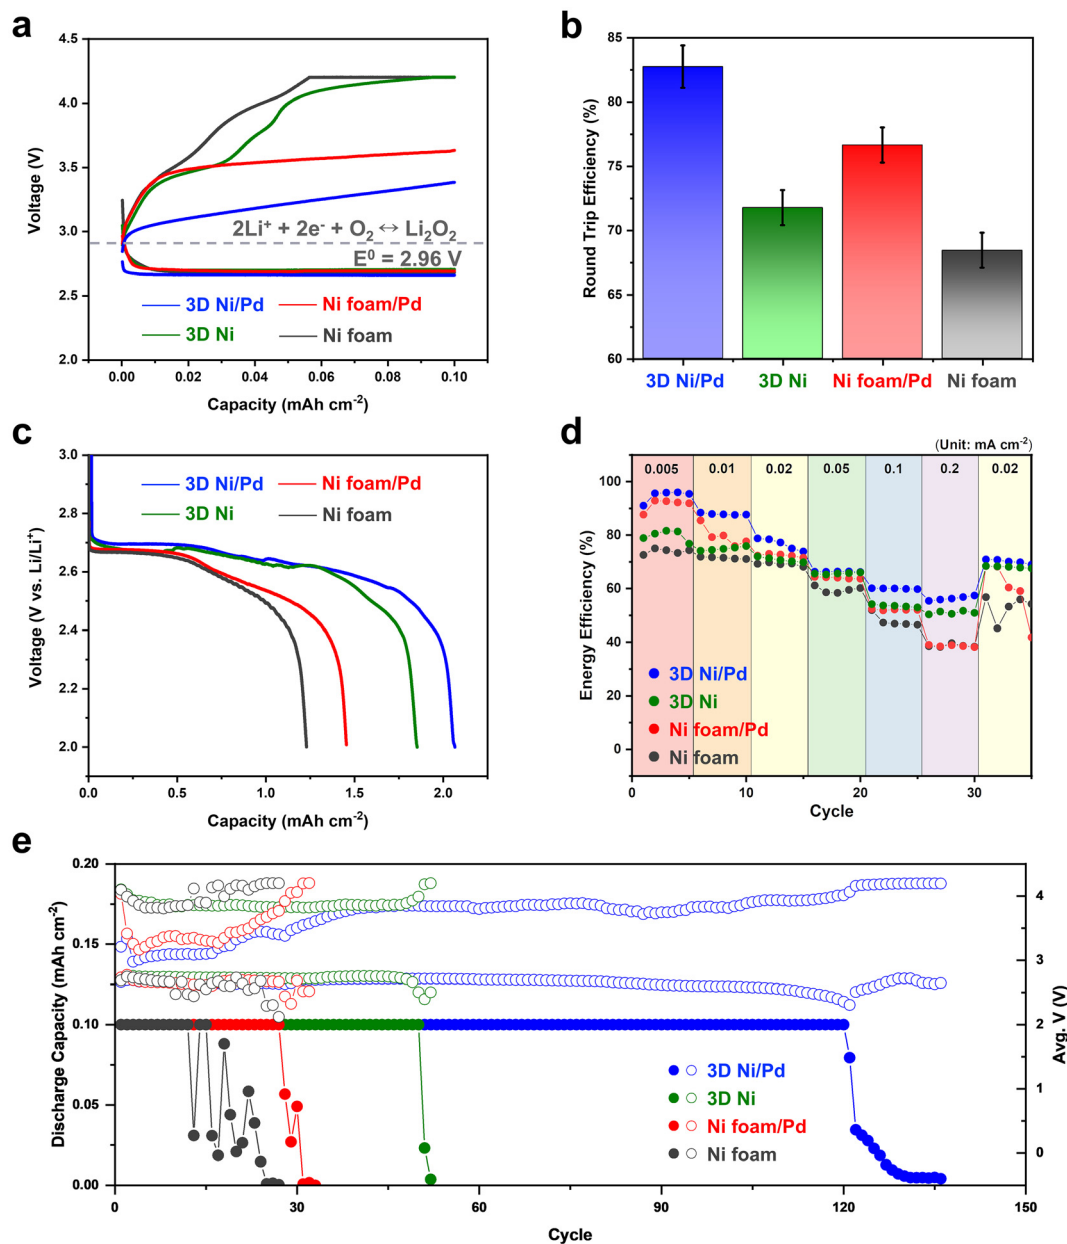 a
4.5
4.0
3.5
3.0
2.5
2.0
Voltage (V)
2Li⁺ + 2e⁻ + O₂ ↔ Li₂O₂
E⁰ = 2.96 V
3D Ni/Pd
Ni foam/Pd
3D Ni
Ni foam
0.00 0.02 0.04 0.06 0.08 0.10
Capacity (mAh cm⁻²)
b
85
80
75
70
65
60
Round Trip Efficiency (%)
3D Ni/Pd 3D Ni Ni foam/Pd Ni foam
c
3.0
2.8
2.6
2.4
2.2
2.0
Voltage (V vs. Li/Li⁺)
3D Ni/Pd
Ni foam/Pd
3D Ni
Ni foam
0.0 0.5 1.0 1.5 2.0
Capacity (mAh cm⁻²)
d
(Unit: mA cm⁻²)
0.005 0.01 0.02 0.05 0.1 0.2 0.02
100
80
60
40
20
0
Energy Efficiency (%)
3D Ni/Pd
3D Ni
Ni foam/Pd
Ni foam
0 10 20 30
Cycle
e
0.20
0.15
0.10
0.05
0.00
Discharge Capacity (mAh cm⁻²)
4
3
2
1
0
Avg. V (V)
3D Ni/Pd
3D Ni
Ni foam/Pd
Ni foam
0 30 60 90 120 150
Cycle